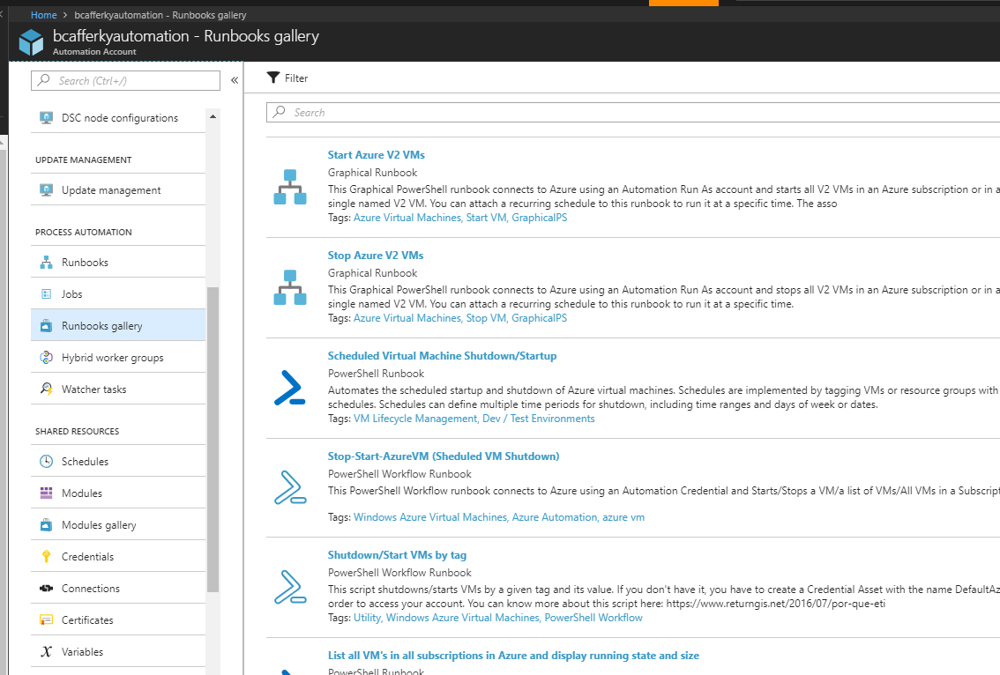 Home > bcafferkyautomation - Runbooks gallery
bcafferkyautomation - Runbooks gallery
Automation Account
Search (Ctrl+/)
DSC node configurations
UPDATE MANAGEMENT
Update management
PROCESS AUTOMATION
Runbooks
Jobs
Runbooks gallery
Hybrid worker groups
Watcher tasks
SHARED RESOURCES
Schedules
Modules
Modules gallery
Credentials
Connections
Certificates
Variables
Filter
Search
Start Azure V2 VMs
Graphical Runbook
This Graphical PowerShell runbook connects to Azure using an Automation Run As account and starts all V2 VMs in an Azure subscription or in a
single named V2 VM. You can attach a recurring schedule to this runbook to run it at a specific time. The asso
Tags: Azure Virtual Machines, Start VM, GraphicalPS
Stop Azure V2 VMs
Graphical Runbook
This Graphical PowerShell runbook connects to Azure using an Automation Run As account and stops all V2 VMs in an Azure subscription or in a
single named V2 VM. You can attach a recurring schedule to this runbook to run it at a specific time.
Tags: Azure Virtual Machines, Stop VM, GraphicalPS
Scheduled Virtual Machine Shutdown/Startup
PowerShell Runbook
Automates the scheduled startup and shutdown of Azure virtual machines. Schedules are implemented by tagging VMs or resource groups with
schedules. Schedules can define multiple time periods for shutdown, including time ranges and days of week or dates.
Tags: VM Lifecycle Management, Dev / Test Environments
Stop-Start-AzureVM (Sheduled VM Shutdown)
PowerShell Workflow Runbook
This PowerShell Workflow runbook connects to Azure using an Automation Credential and Starts/Stops a VM/a list of VMs/All VMs in a Subscript
Tags: Windows Azure Virtual Machines, Azure Automation, azure vm
Shutdown/Start VMs by tag
PowerShell Workflow Runbook
This script shutdowns/starts VMs by a given tag and its value. If you don't have it, you have to create a Credential Asset with the name DefaultAz
order to access your account. You can know more about this script here: https://www.returngis.net/2016/07/por-que-eti
Tags: Utility, Windows Azure Virtual Machines, PowerShell Workflow
List all VM's in all subscriptions in Azure and display running state and size
PowerShell Runbook